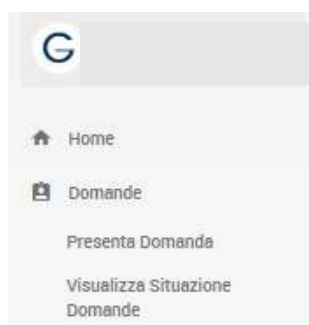 G
Home
Domande
Presenta Domanda
Visualizza Situazione
Domande